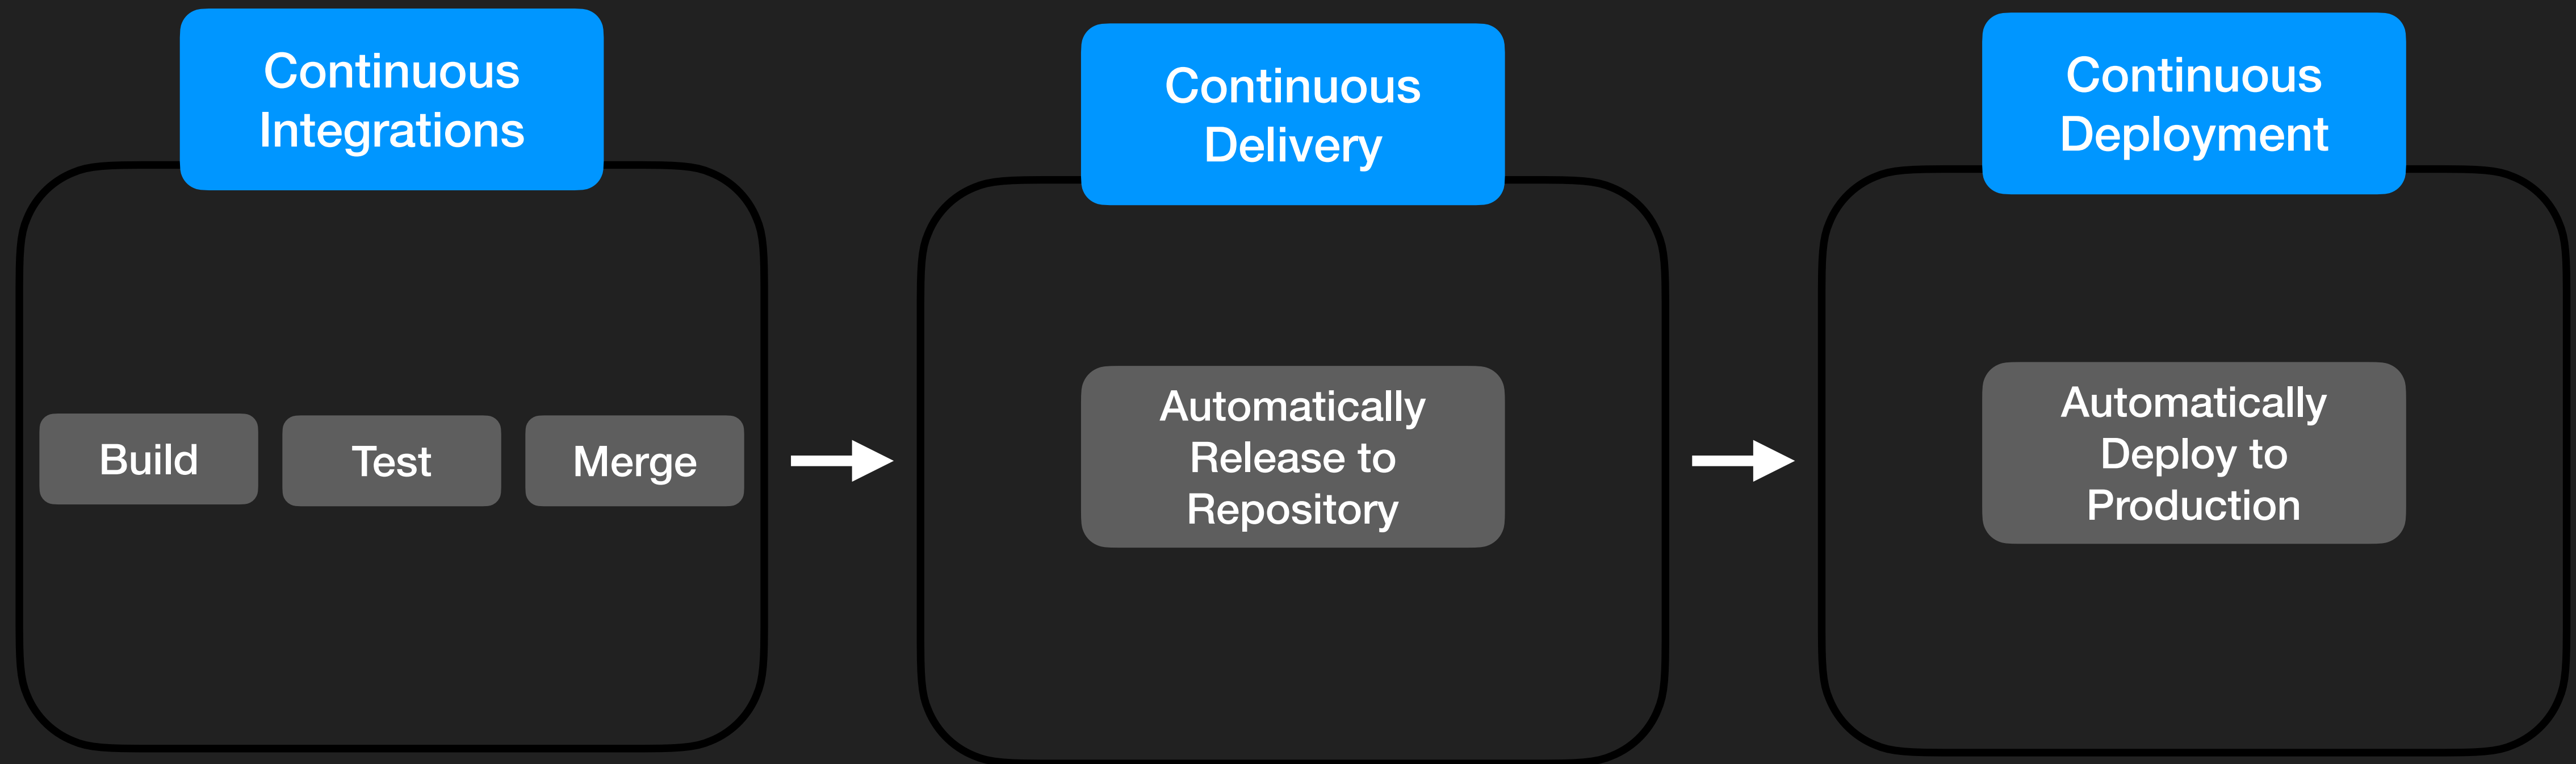 Continuous
Integrations
Build
Test
Merge
Continuous
Delivery
Automatically
Release to
Repository
Continuous
Deployment
Automatically
Deploy to
Production